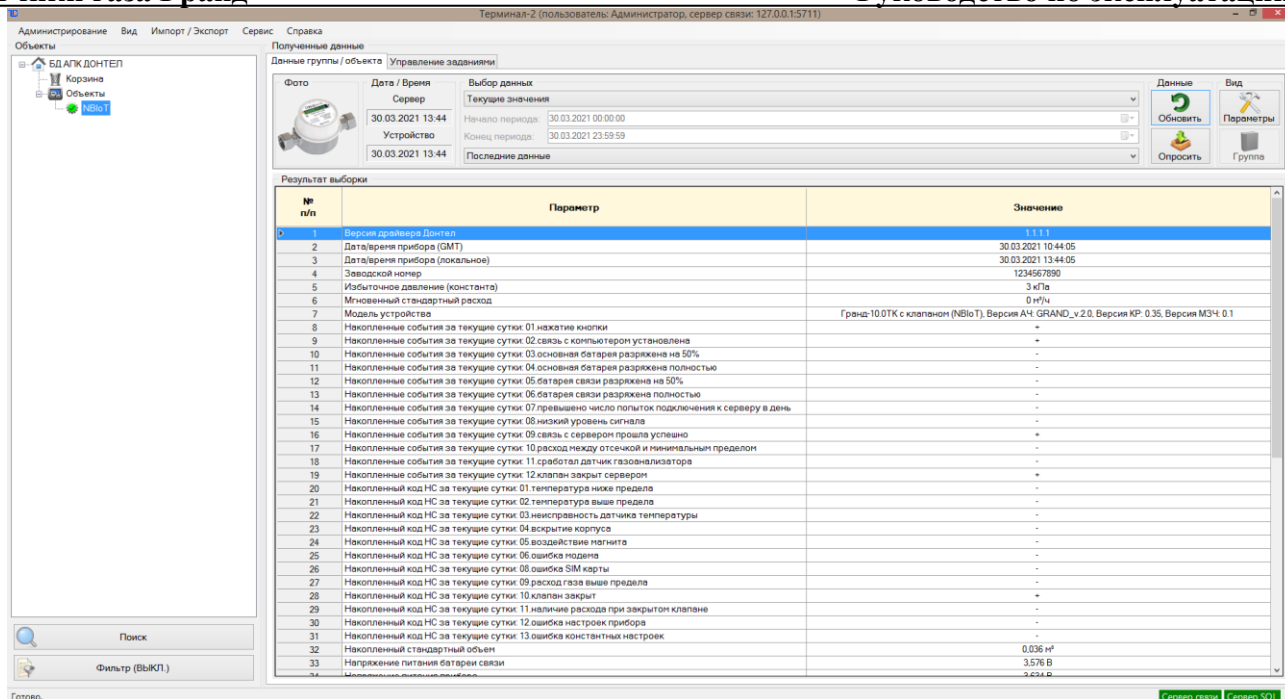 Терминал-2 (пользователь: Администратор, сервер связи: 127.0.0.1:5711)
Администрирование Вид Импорт / Экспорт Сервис Справка
Объекты
БД АПК ДОНТЕЛ
Корзина
Объекты
NBIoT
Полученные данные
Данные группы / объекта Управление заданиями
Фото Дата / Время Выбор данных Данные Вид
Сервер Текущие значения
30.03.2021 13:44 Начало периода: 30.03.2021 00:00:00 Обновить Параметры
Устройство Конец периода: 30.03.2021 23:59:59
30.03.2021 13:44 Последние данные Опросить Группа
Результат выборки
№ п/п Параметр Значение
1 Версия драйвера Донтел 1.1.1.1
2 Дата/время прибора (GMT) 30.03.2021 10:44:05
3 Дата/время прибора (локальное) 30.03.2021 13:44:05
4 Заводской номер 1234567890
5 Избыточное давление (константа) 3 кПа
6 Мгновенный стандартный расход 0 м³/ч
7 Модель устройства Гранд-10.0ТК с клапаном (NBIoT), Версия АЧ: GRAND_v.2.0, Версия КР: 0.35, Версия МЗЧ: 0.1
8 Накопленные события за текущие сутки: 01.нажатие кнопки +
9 Накопленные события за текущие сутки: 02.связь с компьютером установлена +
10 Накопленные события за текущие сутки: 03.основная батарея разряжена на 50% -
11 Накопленные события за текущие сутки: 04.основная батарея разряжена полностью -
12 Накопленные события за текущие сутки: 05.батарея связи разряжена на 50% -
13 Накопленные события за текущие сутки: 06.батарея связи разряжена полностью -
14 Накопленные события за текущие сутки: 07.превышено число попыток подключения к серверу в день -
15 Накопленные события за текущие сутки: 08.низкий уровень сигнала -
16 Накопленные события за текущие сутки: 09.связь с сервером прошла успешно +
17 Накопленные события за текущие сутки: 10.расход между отсечкой и минимальным пределом -
18 Накопленные события за текущие сутки: 11.сработал датчик газоанализатора -
19 Накопленные события за текущие сутки: 12.клапан закрыт сервером +
20 Накопленный код НС за текущие сутки: 01.температура ниже предела -
21 Накопленный код НС за текущие сутки: 02.температура выше предела -
22 Накопленный код НС за текущие сутки: 03.неисправность датчика температуры -
23 Накопленный код НС за текущие сутки: 04.вскрытие корпуса -
24 Накопленный код НС за текущие сутки: 05.воздействие магнита -
25 Накопленный код НС за текущие сутки: 06.ошибка модема -
26 Накопленный код НС за текущие сутки: 08.ошибка SIM карты -
27 Накопленный код НС за текущие сутки: 09.расход газа выше предела -
28 Накопленный код НС за текущие сутки: 10.клапан закрыт +
29 Накопленный код НС за текущие сутки: 11.наличие расхода при закрытом клапане -
30 Накопленный код НС за текущие сутки: 12.ошибка настроек прибора -
31 Накопленный код НС за текущие сутки: 13.ошибка константных настроек -
32 Накопленный стандартный объем 0,036 м³
33 Напряжение питания батареи связи 3,576 В
Поиск
Фильтр (ВЫКЛ.)
Готово. Сервер связи Сервер SQL